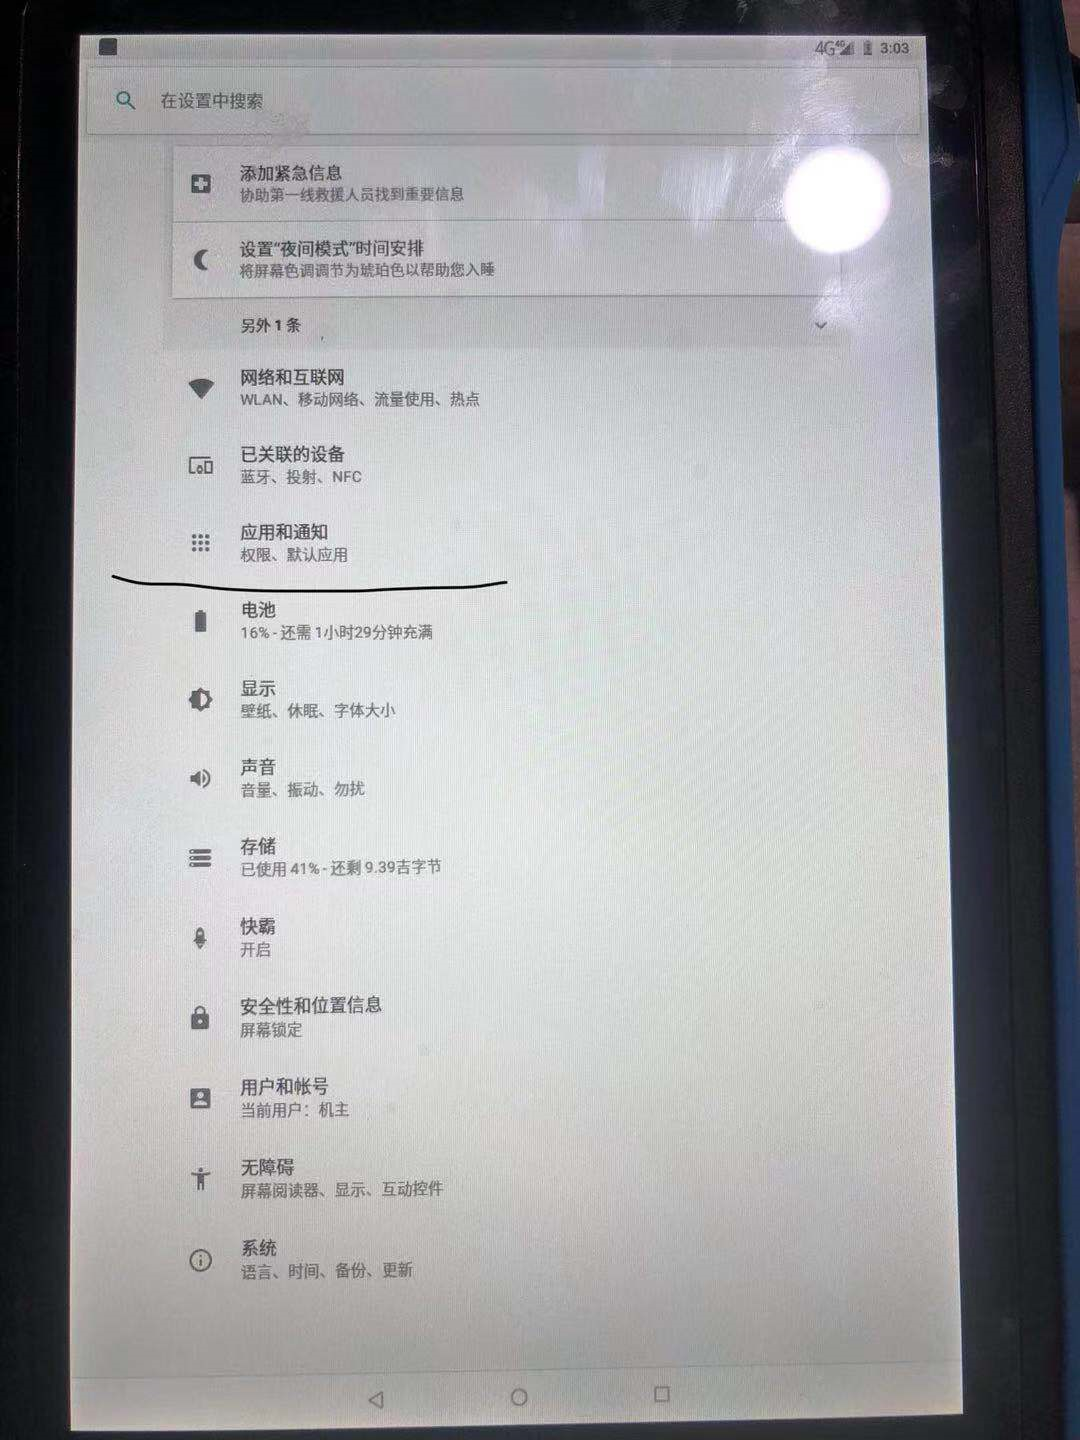 4G 4G 3:03
在设置中搜索
添加紧急信息
协助第一线救援人员找到重要信息
设置“夜间模式”时间安排
将屏幕色调调节为琥珀色以帮助您入睡
另外 1 条
网络和互联网
WLAN、移动网络、流量使用、热点
已关联的设备
蓝牙、投射、NFC
应用和通知
权限、默认应用
电池
16% - 还需 1小时29分钟充满
显示
壁纸、休眠、字体大小
声音
音量、振动、勿扰
存储
已使用 41% - 还剩 9.39吉字节
快霸
开启
安全性和位置信息
屏幕锁定
用户和帐号
当前用户：机主
无障碍
屏幕阅读器、显示、互动控件
系统
语言、时间、备份、更新